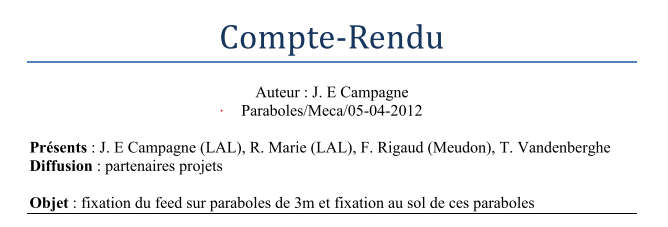 Compte-Rendu
Auteur : J. E Campagne
Paraboles/Meca/05-04-2012
Présents : J. E Campagne (LAL), R. Marie (LAL), F. Rigaud (Meudon), T. Vandenberghe
Diffusion : partenaires projets
Objet : fixation du feed sur paraboles de 3m et fixation au sol de ces paraboles